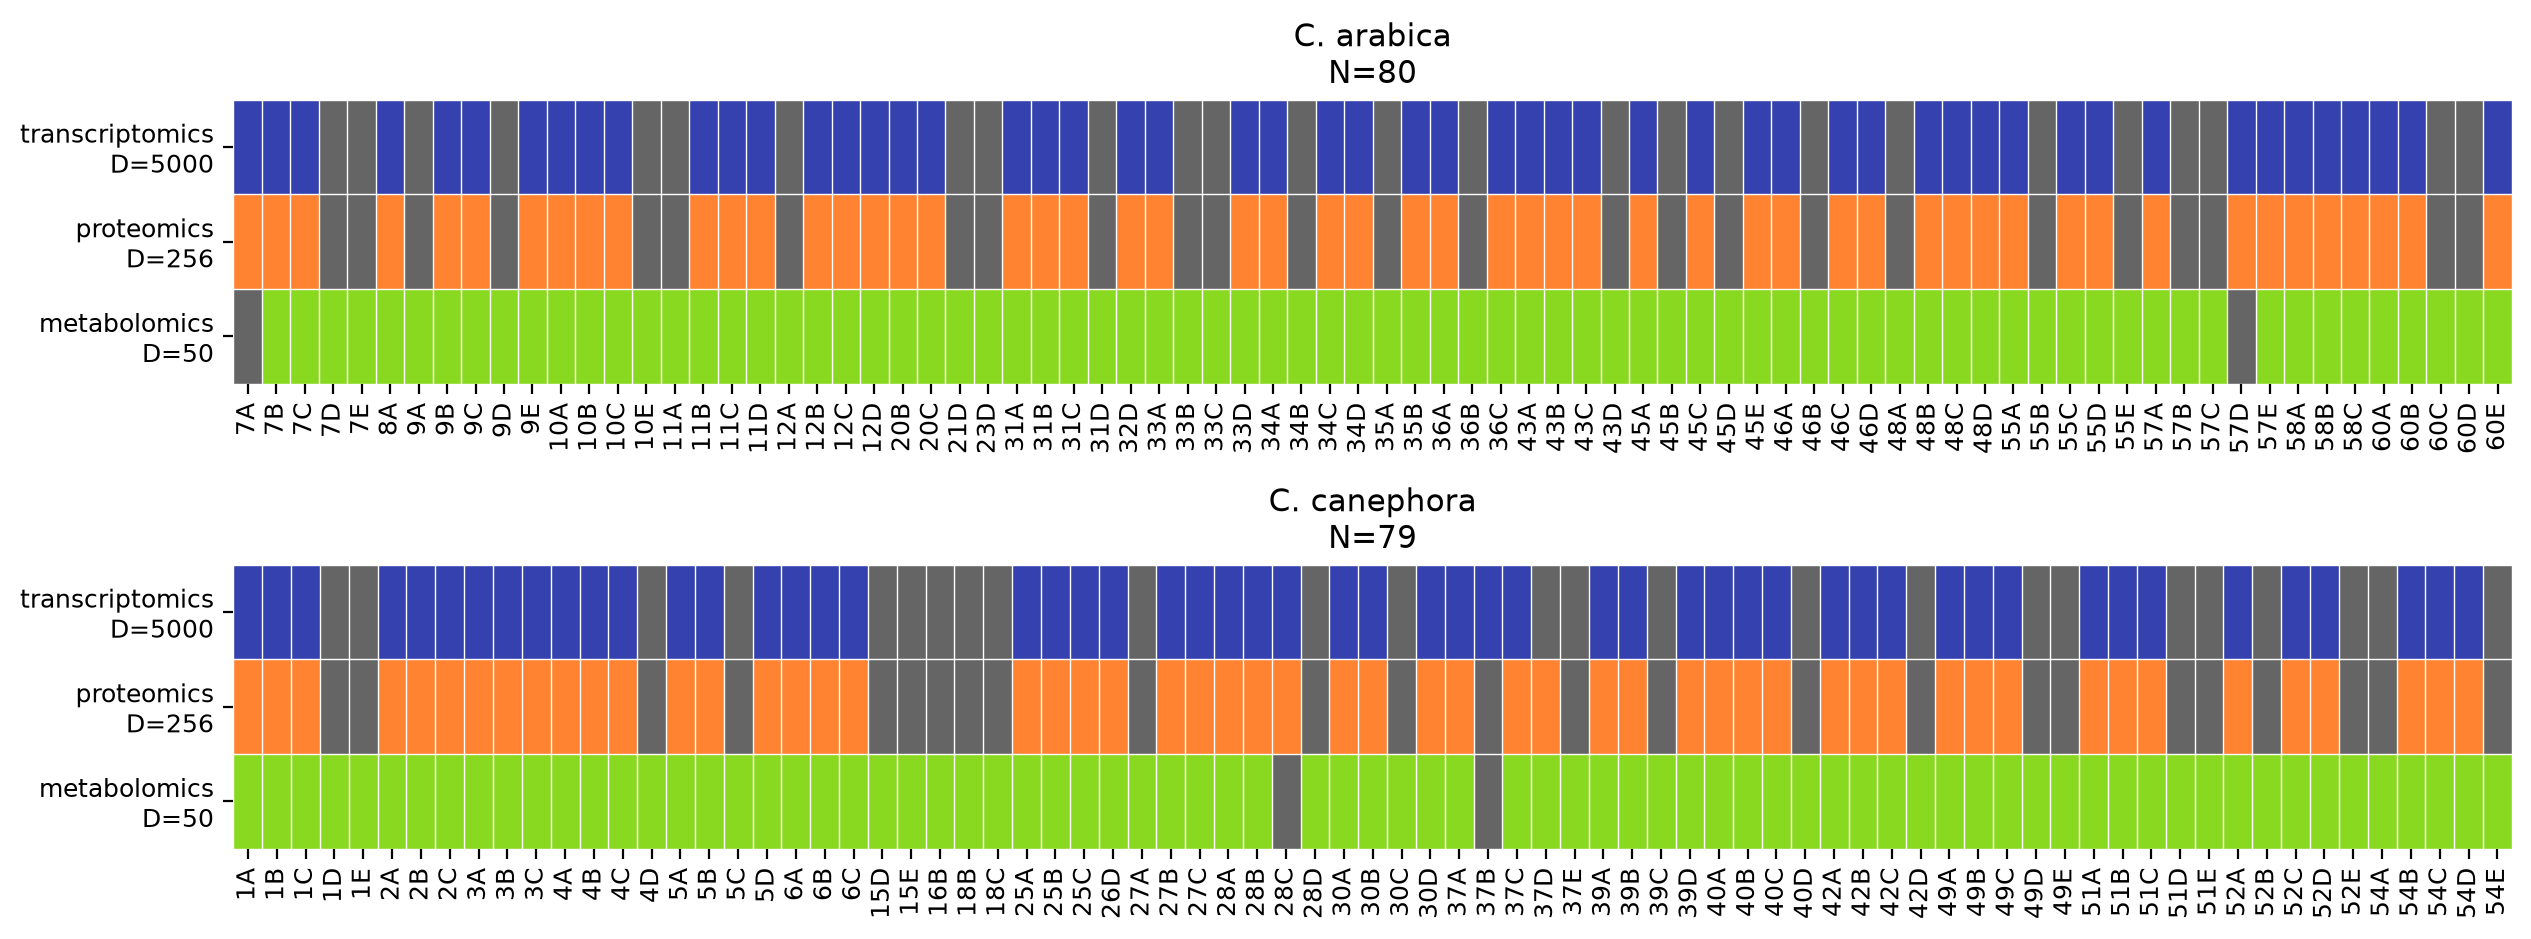 C. arabica
N=80
transcriptomics
D=5000
proteomics
D=256
metabolomics
D=50
7A 7B 7C 7D 7E 8A 9A 9B 9C 9D 9E 10A 10B 10C 10E 11A 11B 11C 11D 12A 12B 12C 12D 20B 20C 21D 23D 31A 31B 31C 31D 32D 33A 33B 33C 33D 34A 34B 34C 34D 35A 35B 36A 36B 36C 43A 43B 43C 43D 45A 45B 45C 45D 45E 46A 46B 46C 46D 48A 48B 48C 48D 55A 55B 55C 55D 55E 57A 57B 57C 57D 57E 58A 58B 58C 60A 60B 60C 60D 60E
C. canephora
N=79
transcriptomics
D=5000
proteomics
D=256
metabolomics
D=50
1A 1B 1C 1D 1E 2A 2B 2C 3A 3B 3C 4A 4B 4C 4D 5A 5B 5C 5D 6A 6B 6C 15D 15E 16B 18B 18C 25A 25B 25C 26D 27A 27B 27C 28A 28B 28C 28D 30A 30B 30C 30D 37A 37B 37C 37D 37E 39A 39B 39C 39D 40A 40B 40C 40D 42A 42B 42C 42D 49A 49B 49C 49D 49E 51A 51B 51C 51D 51E 52A 52B 52C 52D 52E 54A 54B 54C 54D 54E